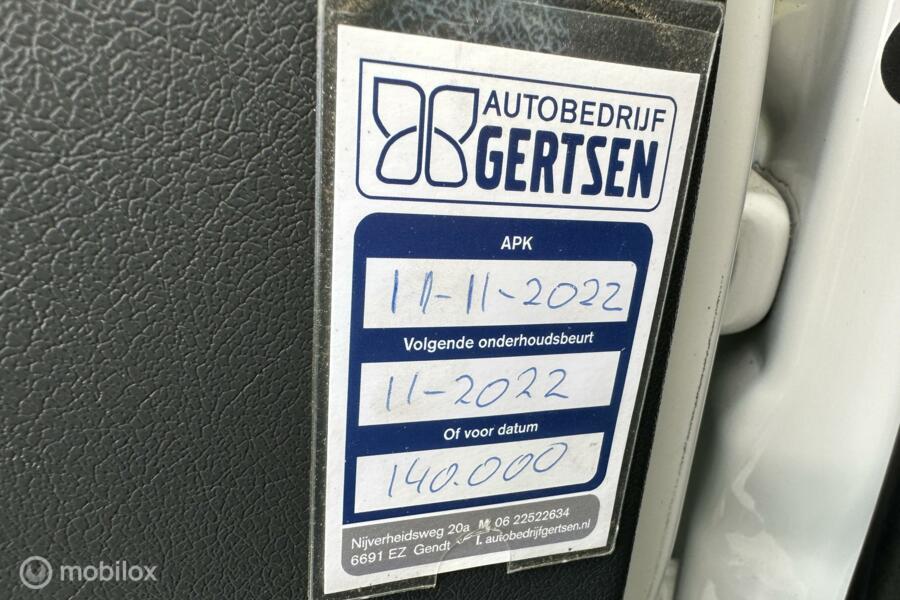 AUTOBEDRIJF
GERTSEN
APK
11-11-2022
Volgende onderhoudsbeurt
11-2022
Of voor datum
140.000
Nijverheidsweg 20a M. 06 22522634
6691 EZ Gendt I. autobedrijfgertsen.nl
mobilox